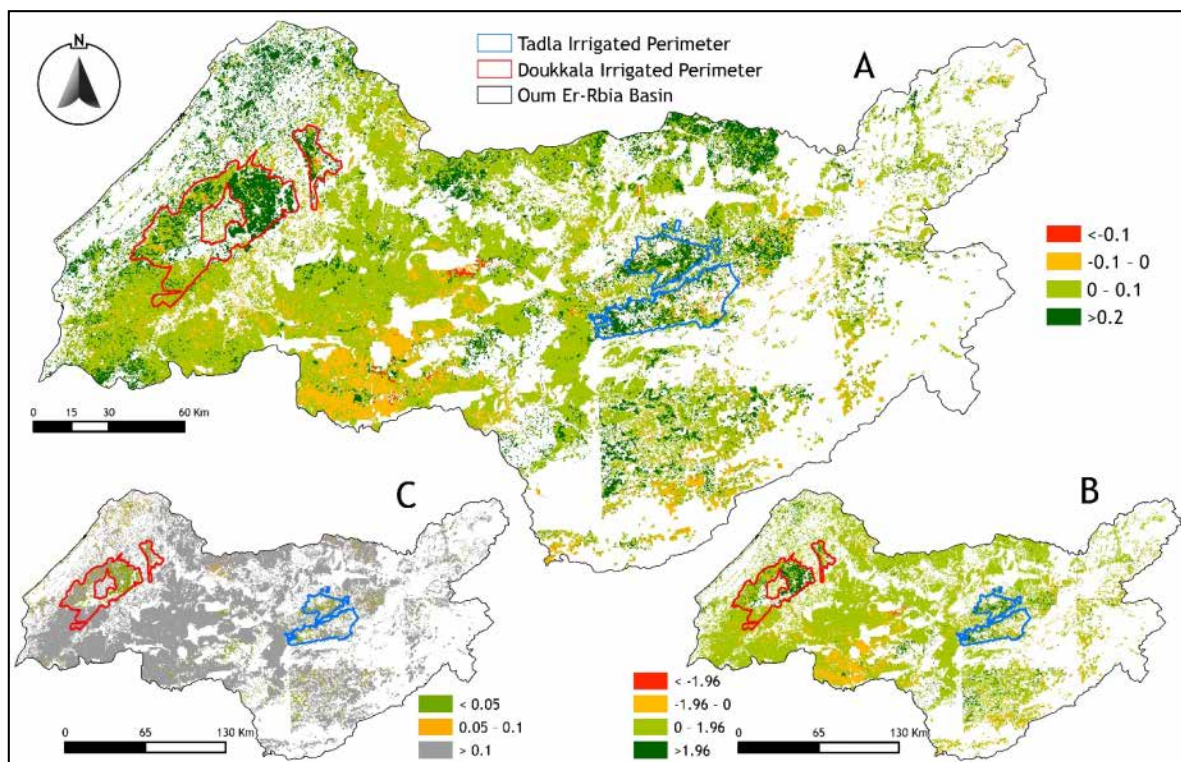 N
Tadla Irrigated Perimeter
Doukkala Irrigated Perimeter
Oum Er-Rbia Basin
A
<-0.1
-0.1 - 0
0 - 0.1
>0.2
0 15 30 60 Km
C
B
< 0.05
0.05 - 0.1
> 0.1
0 65 130 Km
< -1.96
-1.96 - 0
0 - 1.96
>1.96
0 65 130 Km